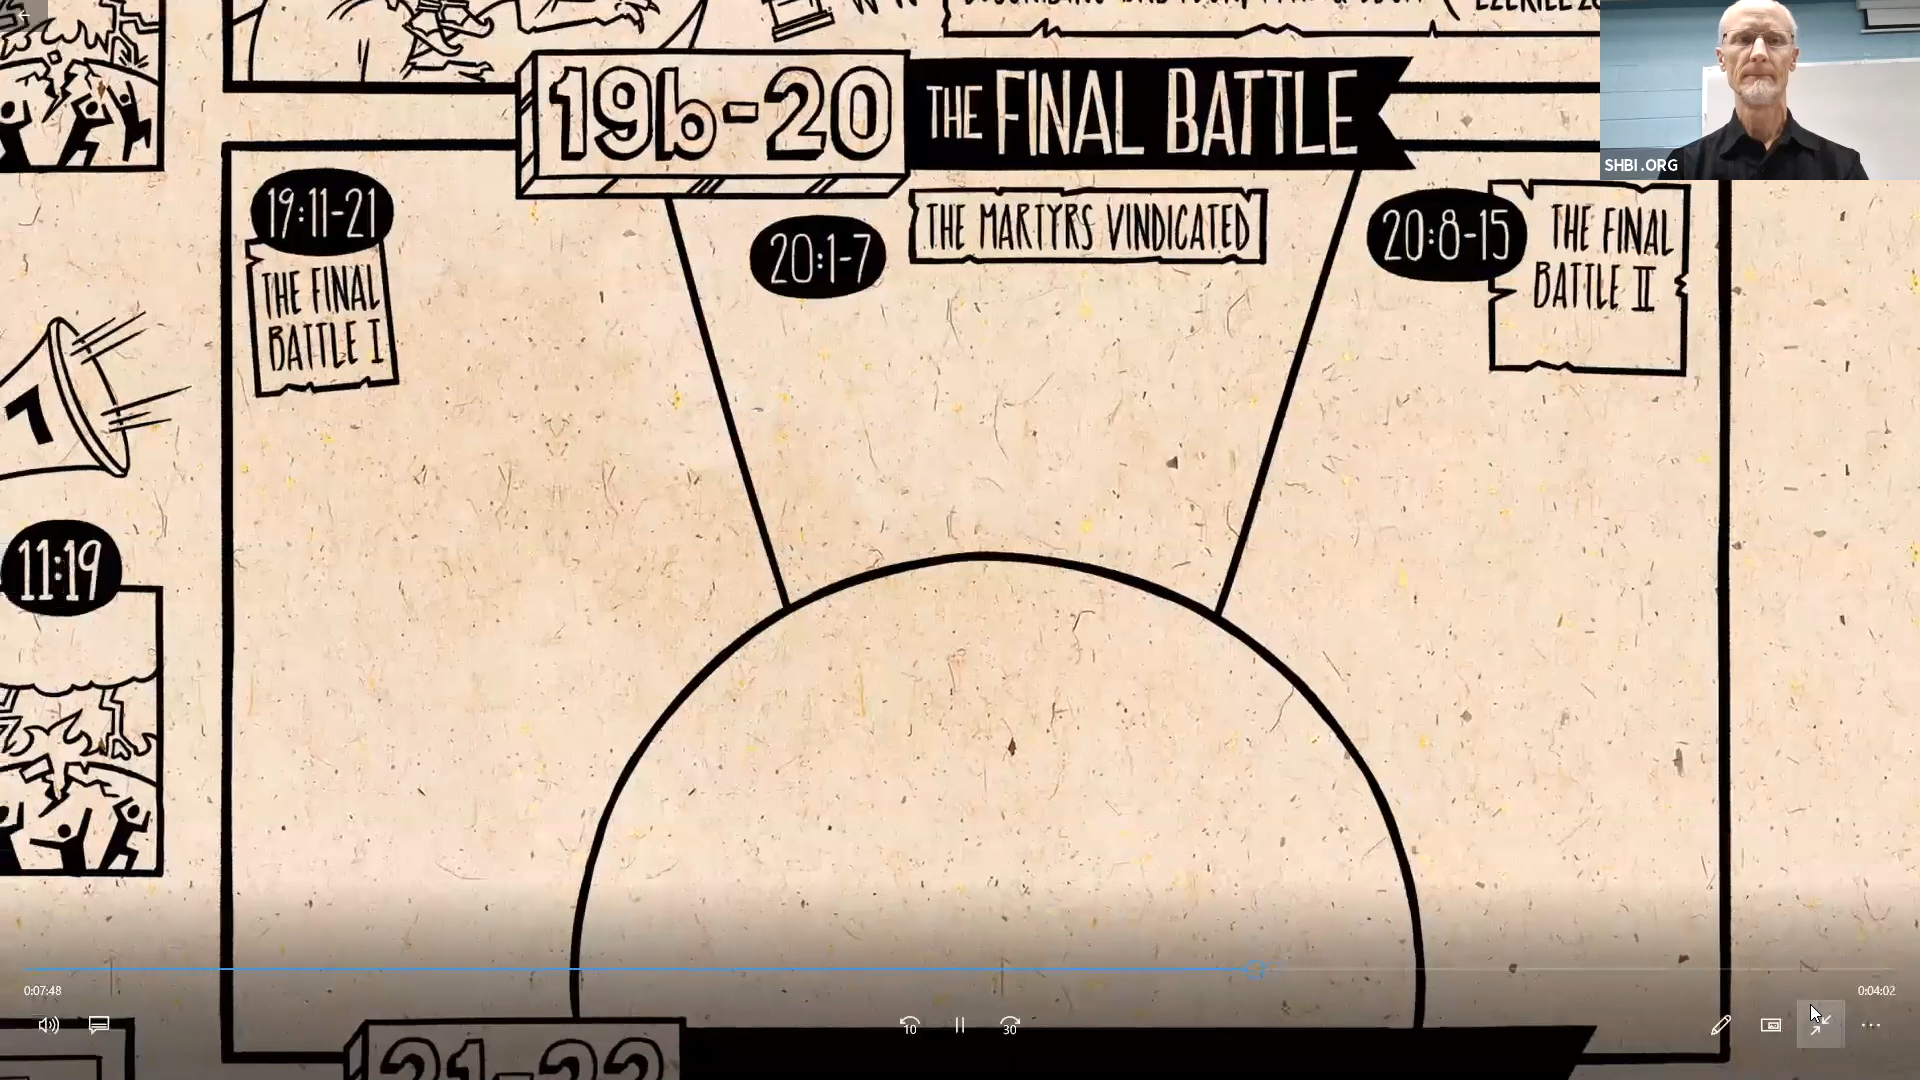 19b-20 THE FINAL BATTLE
SHBI.ORG
19:11-21
THE FINAL
BATTLE I
20:1-7
THE MARTYRS VINDICATED
20:8-15
THE FINAL
BATTLE II
7
11:19
0:07:48
0:04:02
10
30
21-22